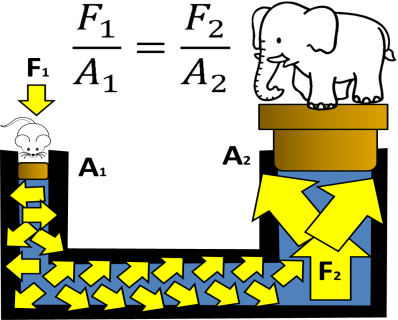 F₁/A₁ = F₂/A₂
F₁
A₁
A₂
F₂